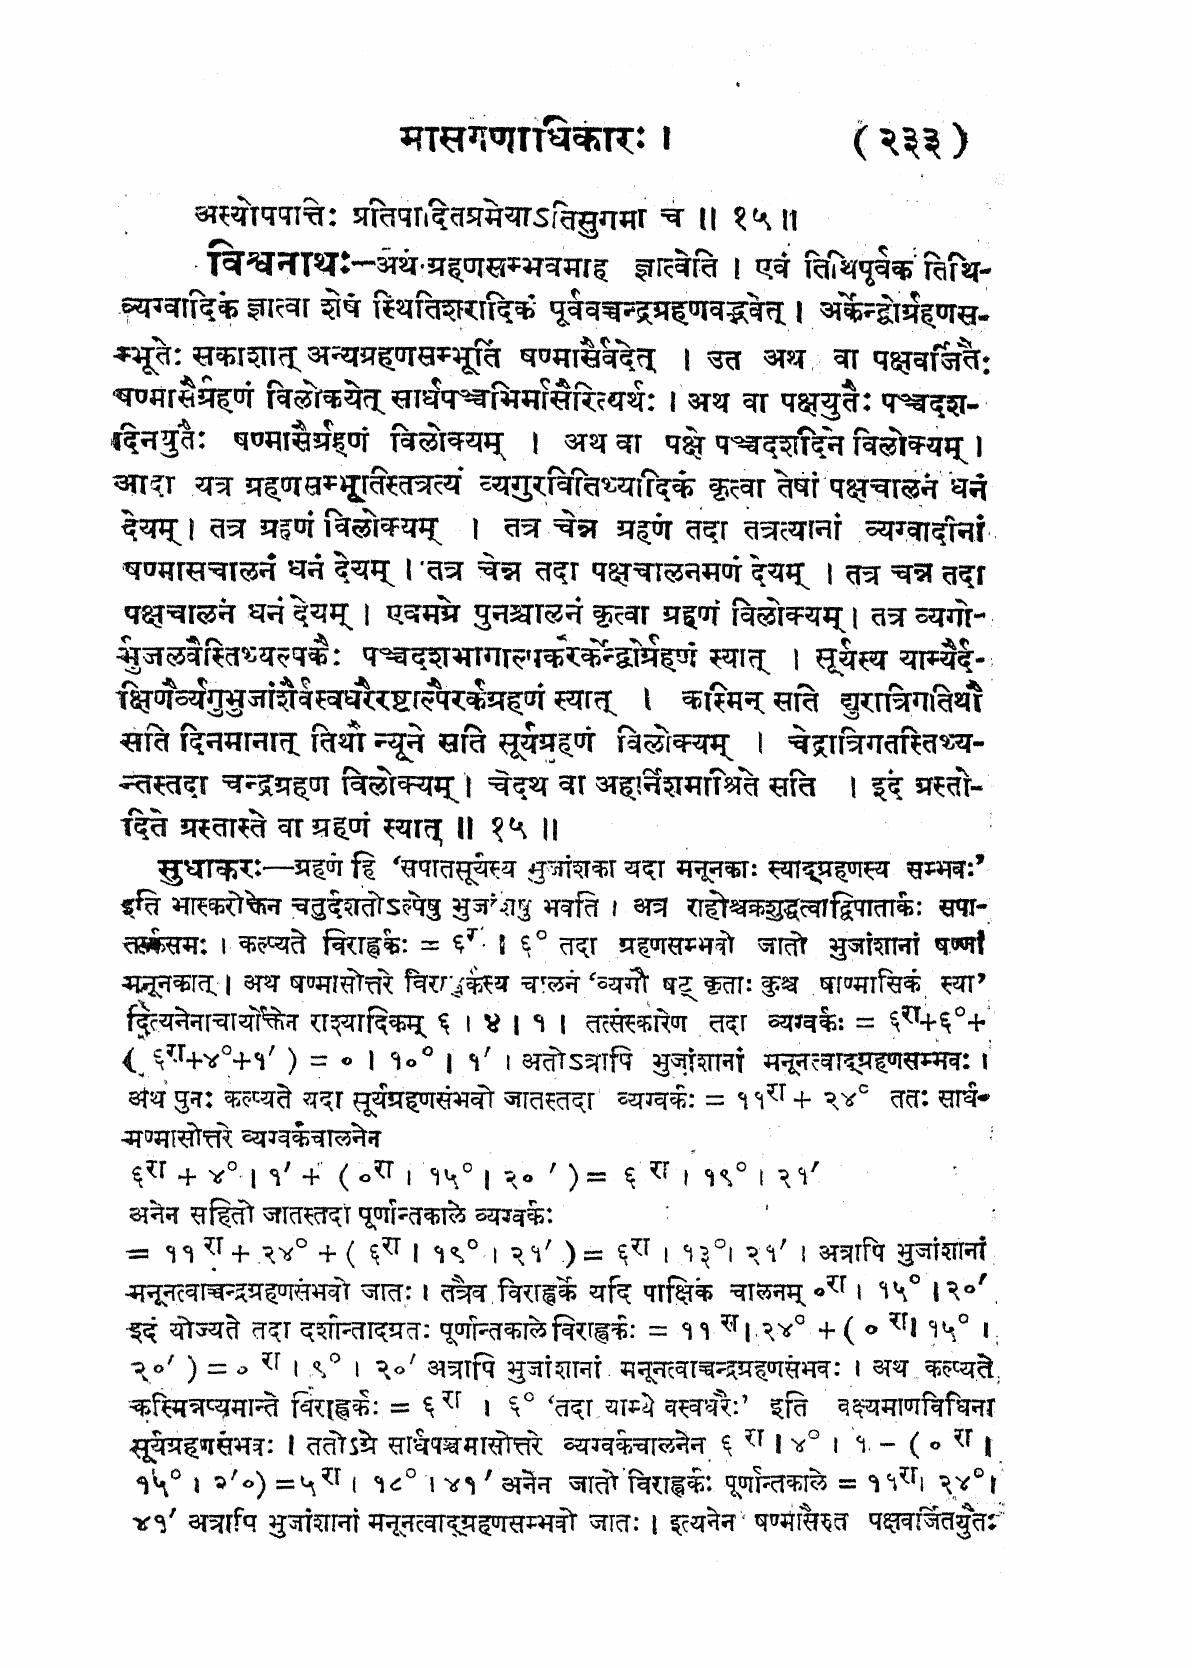 मासगणाधिकारः । ( २३३ )
अस्योपपत्तिः प्रतिपादितप्रमेयाऽतिसुगमा च ॥ १५ ॥
विश्वनाथः—अथ ग्रहणसम्भवमाह ज्ञात्वेति । एवं तिथिपूर्वकं तिथि-
व्यग्वादिकं ज्ञात्वा शेषं स्थितिशरादिकं पूर्ववच्चन्द्रग्रहणवद्भवेत् । अर्केन्द्वोर्ग्रहणस-
म्भूतेः सकाशात् अन्यग्रहणसम्भूतिं षण्मासैर्वदेत् । उत अथ वा पक्षवर्जितैः
षण्मासैर्ग्रहणं विलोकयेत् सार्धपञ्चभिर्मासैरित्यर्थः । अथ वा पक्षयुतैः पञ्चदश-
दिनयुतैः षण्मासैर्ग्रहणं विलोक्यम् । अथ वा पक्षे पञ्चदशदिने विलोक्यम् ।
आदा यत्र ग्रहणसम्भूतिस्तत्रत्यं व्यगुरवितिथ्यादिकं कृत्वा तेषां पक्षचालनं धनं
देयम् । तत्र ग्रहणं विलोक्यम् । तत्र चेन्न ग्रहणं तदा तत्रत्यानां व्यग्वादीनां
षण्मासचालनं धनं देयम् । तत्र चेन्न तदा पक्षचालनमणं देयम् । तत्र चन्न तदा
पक्षचालनं धनं देयम् । एवमग्रे पुनश्चालनं कृत्वा ग्रहणं विलोक्यम् । तत्र व्यगो-
र्भुजलवैस्तिथ्यल्पकैः पञ्चदशभागाल्पकैरर्केन्द्वोर्ग्रहणं स्यात् । सूर्यस्य याम्यैर्द-
क्षिणैर्व्यगुभुजांशैर्वस्वधरैरष्टाल्पैरर्कग्रहणं स्यात् । कस्मिन् सति द्युरात्रिगतिथौ
सति दिनमानात् तिथौ न्यूने सति सूर्यग्रहणं विलोक्यम् । चेद्रात्रिगतस्तिथ्य-
न्तस्तदा चन्द्रग्रहण विलोक्यम् । चेदथ वा अहर्निशमाश्रिते सति । इदं ग्रस्तो-
दिते ग्रस्तास्ते वा ग्रहणं स्यात् ॥ १५ ॥
सुधाकरः—ग्रहणं हि ‘सपातसूर्यस्य भुजांशका यदा मनूनकाः स्याद्ग्रहणस्य सम्भवः’
इति भास्करोक्तेन चतुर्दशतोऽल्पेषु भुजांशेषु भवति । अत्र राहोश्चक्रशुद्धत्वाद्विपातार्कः सपा-
तार्कसमः । कल्प्यते विराह्वर्कः = ६रा । ६° तदा ग्रहणसम्भवो जातो भुजांशानां षण्णां
मनूनकात् । अथ षण्मासोत्तरे विराह्वर्कस्य चालनं ‘व्यगौ षट् कृताः कुश्च षाण्मासिकं स्या’
दित्यनेनाचार्योक्तेन राश्यादिकम् ६ । ४ । १ । तत्संस्कारेण तदा व्यग्वर्कः = ६रा+६°+
( ६रा+४°+१′ ) = ० । १०° । १′ । अतोऽत्रापि भुजांशानां मनूनत्वाद्ग्रहणसम्भवः ।
अथ पुनः कल्प्यते यदा सूर्यग्रहणसंभवो जातस्तदा व्यग्वर्कः = ११रा + २४° ततः सार्ध-
षण्मासोत्तरे व्यग्वर्कचालनेन
६रा + ४° । १′ + ( ०रा । १५° । २० ′ ) = ६ रा । १९° । २१′
अनेन सहितो जातस्तदा पूर्णान्तकाले व्यग्वर्कः
= ११ रा + २४° + ( ६रा । १९° । २१′ ) = ६रा । १३° । २१′ । अत्रापि भुजांशानां
मनूनत्वाच्चन्द्रग्रहणसंभवो जातः । तत्रैव विराह्वर्के यदि पाक्षिकं चालनम् ०रा । १५° । २०′
इदं योज्यते तदा दर्शान्तादग्रतः पूर्णान्तकाले विराह्वर्कः = ११ रा । २४° + ( ० रा । १५° ।
२०′ ) = ० रा । ९° । २०′ अत्रापि भुजांशानां मनूनत्वाच्चन्द्रग्रहणसंभवः । अथ कल्प्यते
कस्मिन्नप्यमान्ते विराह्वर्कः = ६ रा । ६° ‘तदा याम्ये वस्वधरैः’ इति वक्ष्यमाणविधिना
सूर्यग्रहणसंभवः । ततोऽग्रे सार्धपञ्चमासोत्तरे व्यग्वर्कचालनेन ६ रा । ४° । १ – ( ० रा ।
१५° । २′० ) = ५रा । १८° । ४१′ अनेन जातो विराह्वर्कः पूर्णान्तकाले = ११रा । २४° ।
४१′ अत्रापि भुजांशानां मनूनत्वाद्ग्रहणसम्भवो जातः । इत्यनेन षण्मासैरुत पक्षवर्जितयुतैः